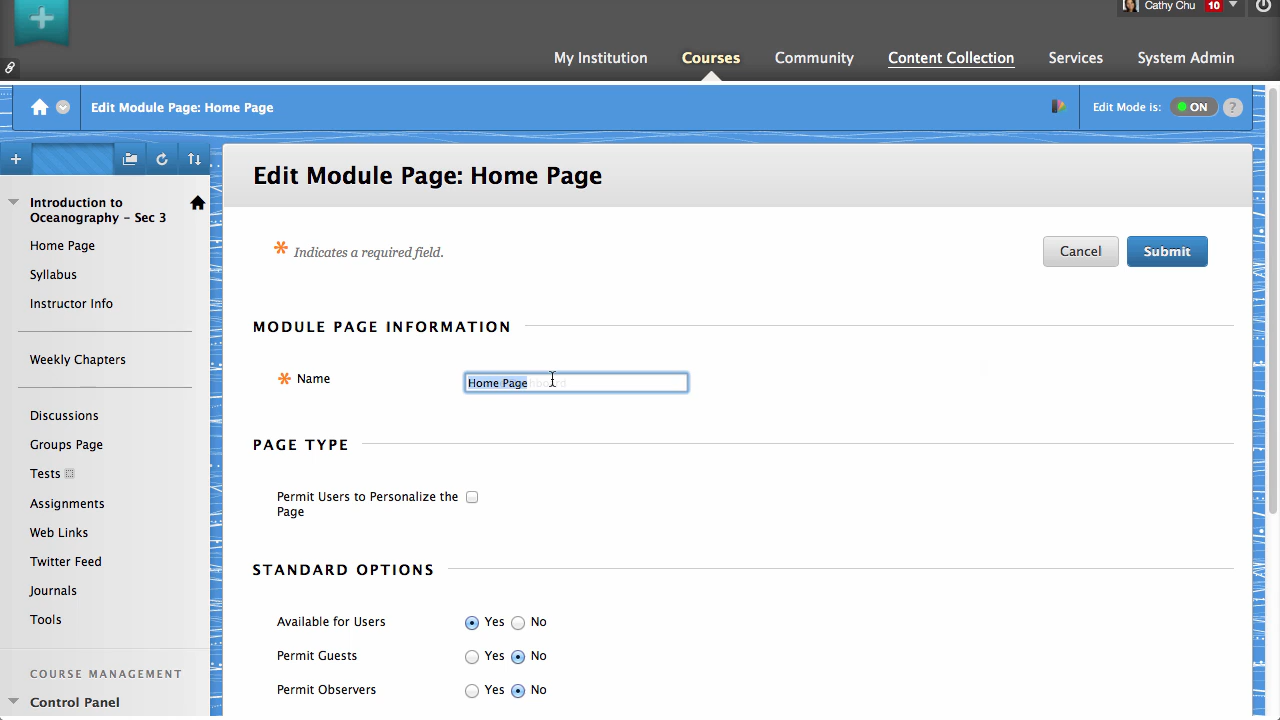 Cathy Chu 10
My Institution Courses Community Content Collection Services System Admin
Edit Module Page: Home Page
Edit Mode is: ON ?
Introduction to
Oceanography - Sec 3
Home Page
Syllabus
Instructor Info
Weekly Chapters
Discussions
Groups Page
Tests
Assignments
Web Links
Twitter Feed
Journals
Tools
COURSE MANAGEMENT
Control Panel
Edit Module Page: Home Page
* Indicates a required field.
Cancel Submit
MODULE PAGE INFORMATION
* Name Home Page
PAGE TYPE
Permit Users to Personalize the
Page
STANDARD OPTIONS
Available for Users Yes No
Permit Guests Yes No
Permit Observers Yes No